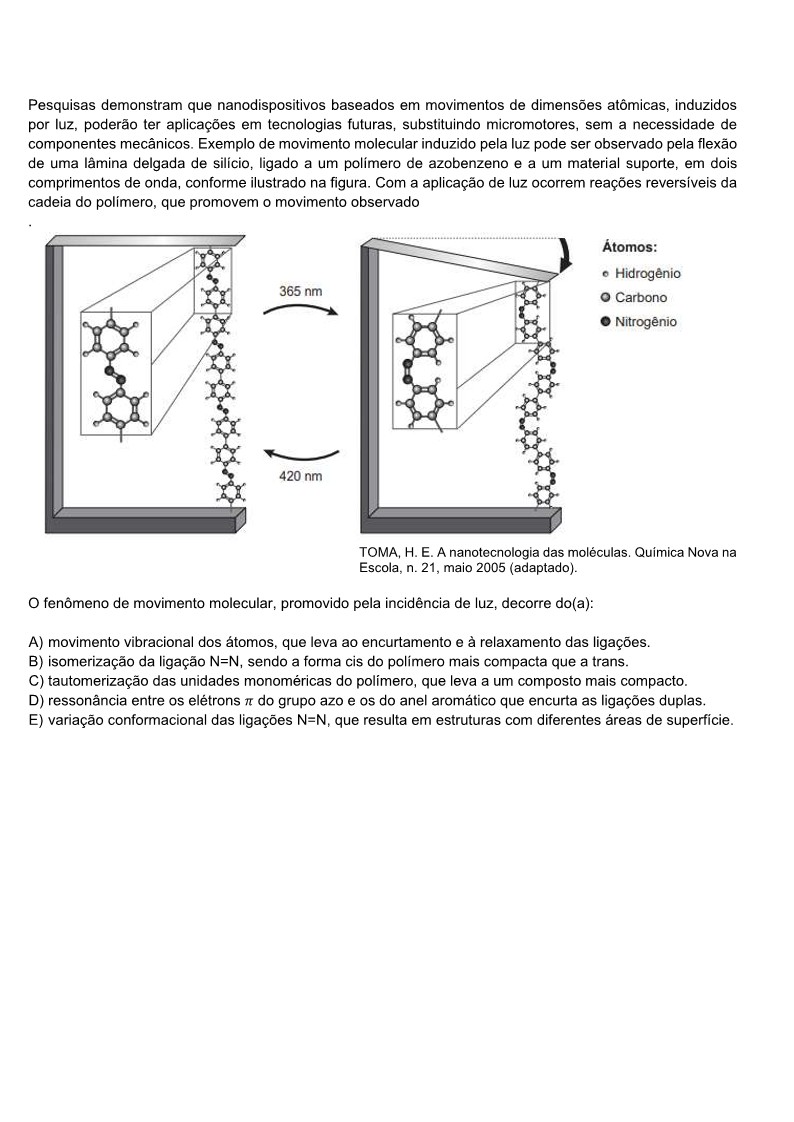 Pesquisas demonstram que nanodispositivos baseados em movimentos de dimensões atômicas, induzidos
por luz, poderão ter aplicações em tecnologias futuras, substituindo micromotores, sem a necessidade de
componentes mecânicos. Exemplo de movimento molecular induzido pela luz pode ser observado pela flexão
de uma lâmina delgada de silício, ligado a um polímero de azobenzeno e a um material suporte, em dois
comprimentos de onda, conforme ilustrado na figura. Com a aplicação de luz ocorrem reações reversíveis da
cadeia do polímero, que promovem o movimento observado
.
365 nm
420 nm
Átomos:
Hidrogênio
Carbono
Nitrogênio
TOMA, H. E. A nanotecnologia das moléculas. Química Nova na
Escola, n. 21, maio 2005 (adaptado).
O fenômeno de movimento molecular, promovido pela incidência de luz, decorre do(a):
A) movimento vibracional dos átomos, que leva ao encurtamento e à relaxamento das ligações.
B) isomerização da ligação N=N, sendo a forma cis do polímero mais compacta que a trans.
C) tautomerização das unidades monoméricas do polímero, que leva a um composto mais compacto.
D) ressonância entre os elétrons π do grupo azo e os do anel aromático que encurta as ligações duplas.
E) variação conformacional das ligações N=N, que resulta em estruturas com diferentes áreas de superfície.